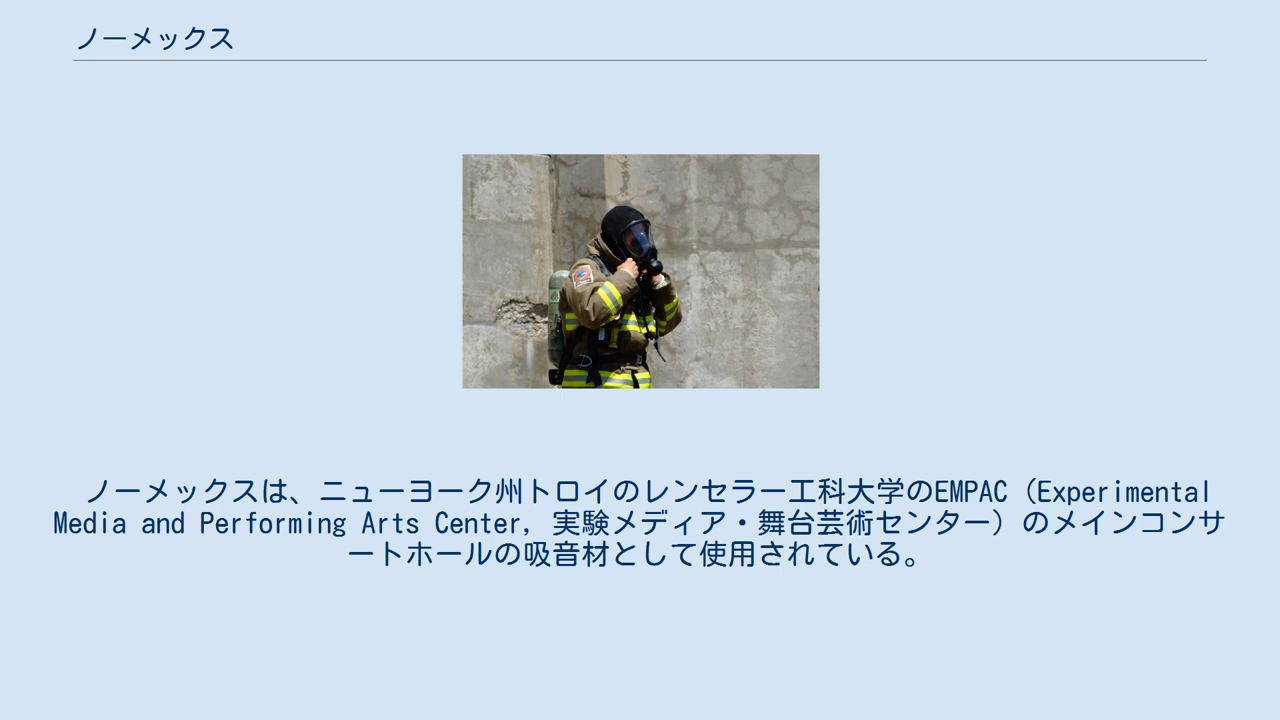 ノーメックス
ノーメックスは、ニューヨーク州トロイのレンセラー工科大学のEMPAC（Experimental
Media and Performing Arts Center, 実験メディア・舞台芸術センター）のメインコンサ
ートホールの吸音材として使用されている。